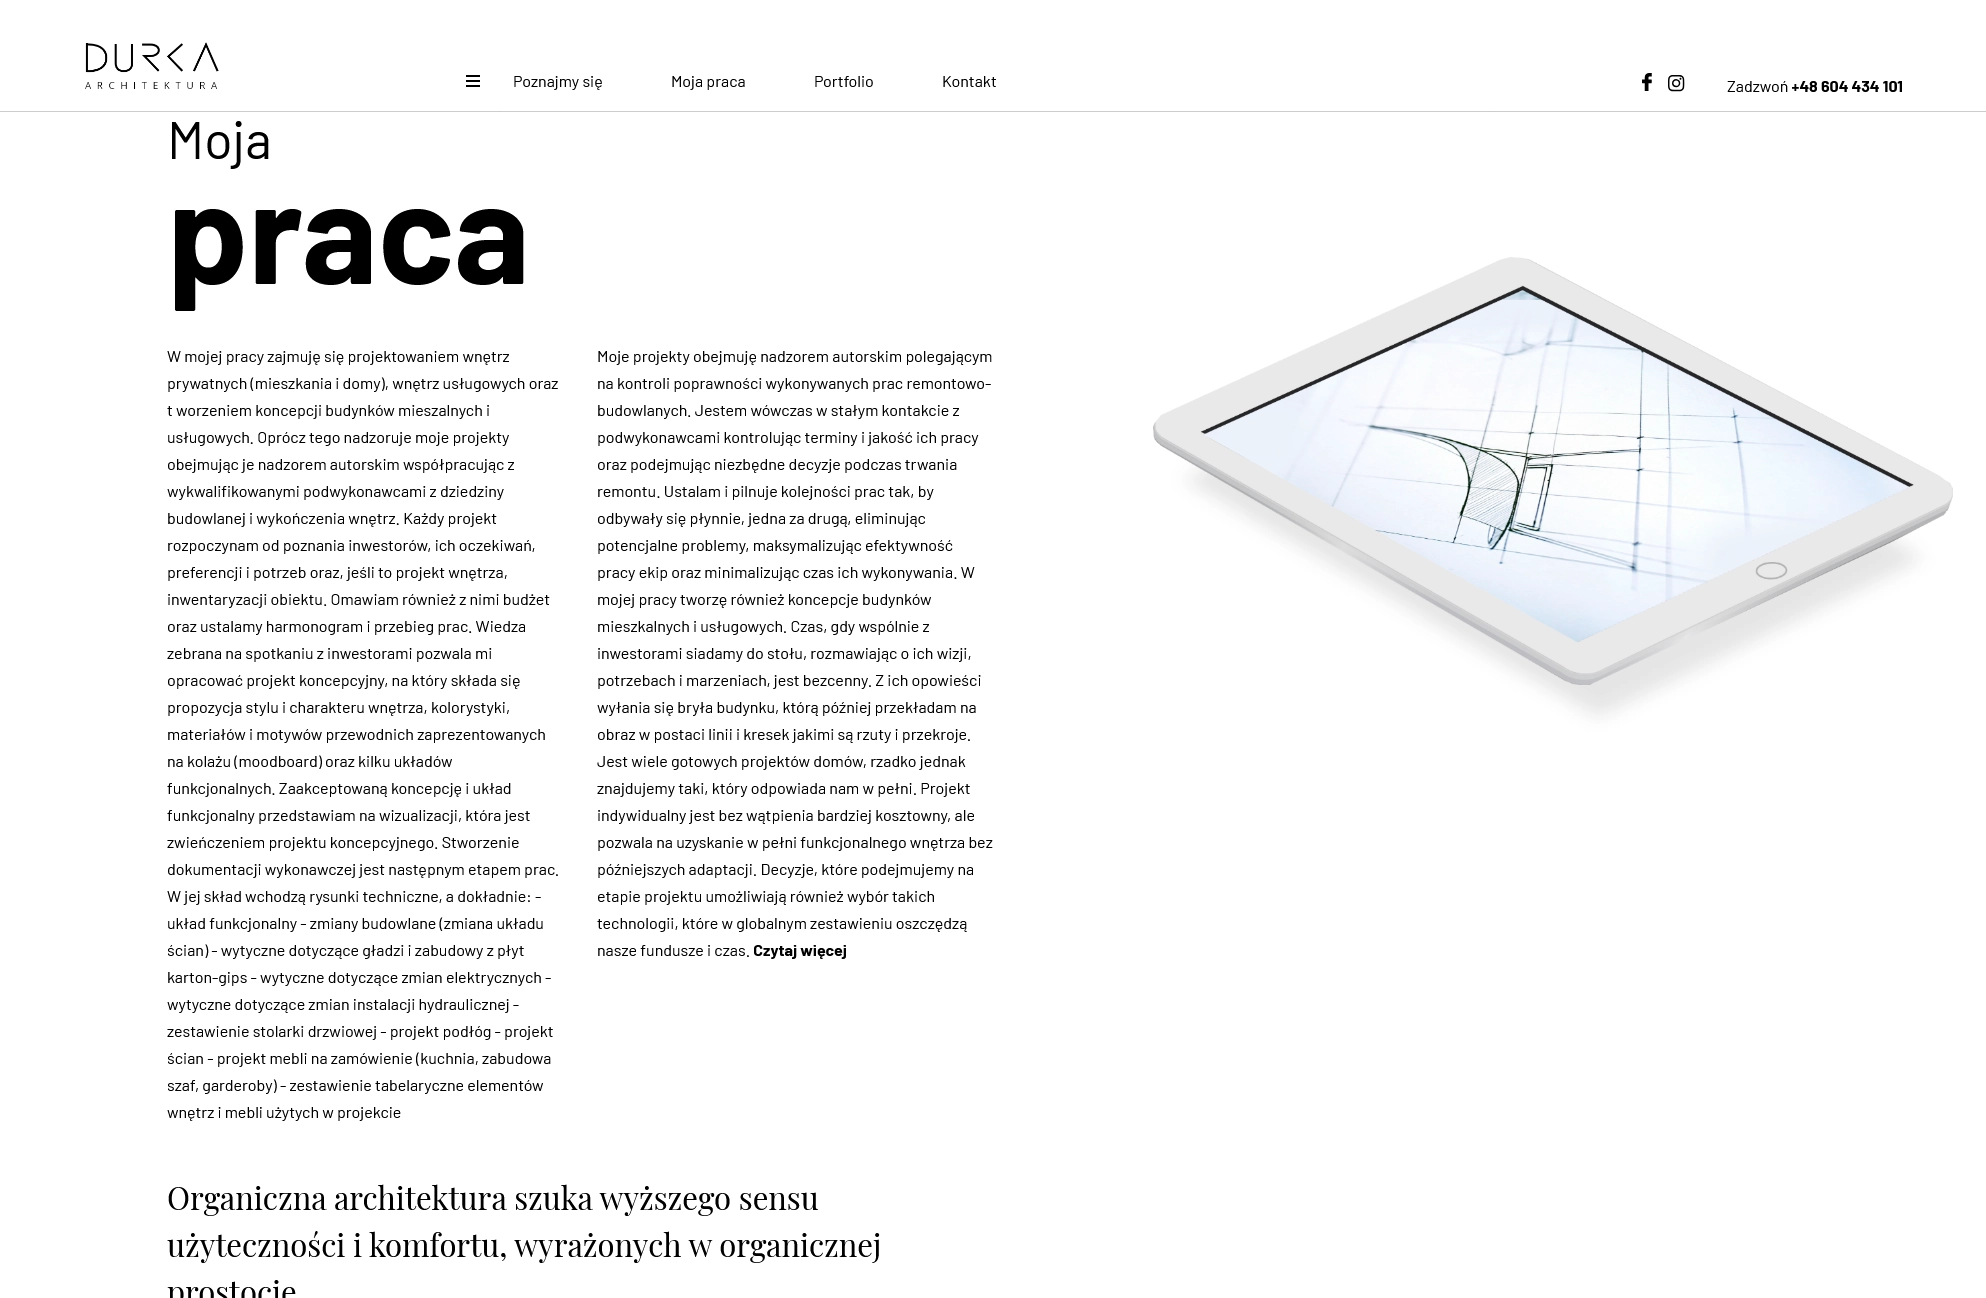 DURKA
ARCHITEKTURA
Poznajmy się
Moja praca
Portfolio
Kontakt
Zadzwoń +48 604 434 101
Moja
praca
W mojej pracy zajmuję się projektowaniem wnętrz
prywatnych (mieszkania i domy), wnętrz usługowych oraz
t worzeniem koncepcji budynków mieszalnych i
usługowych. Oprócz tego nadzoruje moje projekty
obejmując je nadzorem autorskim współpracując z
wykwalifikowanymi podwykonawcami z dziedziny
budowlanej i wykończenia wnętrz. Każdy projekt
rozpoczynam od poznania inwestorów, ich oczekiwań,
preferencji i potrzeb oraz, jeśli to projekt wnętrza,
inwentaryzacji obiektu. Omawiam również z nimi budżet
oraz ustalamy harmonogram i przebieg prac. Wiedza
zebrana na spotkaniu z inwestorami pozwala mi
opracować projekt koncepcyjny, na który składa się
propozycja stylu i charakteru wnętrza, kolorystyki,
materiałów i motywów przewodnich zaprezentowanych
na kolażu (moodboard) oraz kilku układów
funkcjonalnych. Zaakceptowaną koncepcję i układ
funkcjonalny przedstawiam na wizualizacji, która jest
zwieńczeniem projektu koncepcyjnego. Stworzenie
dokumentacji wykonawczej jest następnym etapem prac.
W jej skład wchodzą rysunki techniczne, a dokładnie: -
układ funkcjonalny - zmiany budowlane (zmiana układu
ścian) - wytyczne dotyczące gładzi i zabudowy z płyt
karton-gips - wytyczne dotyczące zmian elektrycznych -
wytyczne dotyczące zmian instalacji hydraulicznej -
zestawienie stolarki drzwiowej - projekt podłóg - projekt
ścian - projekt mebli na zamówienie (kuchnia, zabudowa
szaf, garderoby) - zestawienie tabelaryczne elementów
wnętrz i mebli użytych w projekcie
Moje projekty obejmuję nadzorem autorskim polegającym
na kontroli poprawności wykonywanych prac remontowo-
budowlanych. Jestem wówczas w stałym kontakcie z
podwykonawcami kontrolując terminy i jakość ich pracy
oraz podejmując niezbędne decyzje podczas trwania
remontu. Ustalam i pilnuje kolejności prac tak, by
odbywały się płynnie, jedna za drugą, eliminując
potencjalne problemy, maksymalizując efektywność
pracy ekip oraz minimalizując czas ich wykonywania. W
mojej pracy tworzę również koncepcje budynków
mieszkalnych i usługowych. Czas, gdy wspólnie z
inwestorami siadamy do stołu, rozmawiając o ich wizji,
potrzebach i marzeniach, jest bezcenny. Z ich opowieści
wyłania się bryła budynku, którą później przekładam na
obraz w postaci linii i kresek jakimi są rzuty i przekroje.
Jest wiele gotowych projektów domów, rzadko jednak
znajdujemy taki, który odpowiada nam w pełni. Projekt
indywidualny jest bez wątpienia bardziej kosztowny, ale
pozwala na uzyskanie w pełni funkcjonalnego wnętrza bez
późniejszych adaptacji. Decyzje, które podejmujemy na
etapie projektu umożliwiają również wybór takich
technologii, które w globalnym zestawieniu oszczędzą
nasze fundusze i czas. Czytaj więcej
Organiczna architektura szuka wyższego sensu
użyteczności i komfortu, wyrażonych w organicznej
prostocie